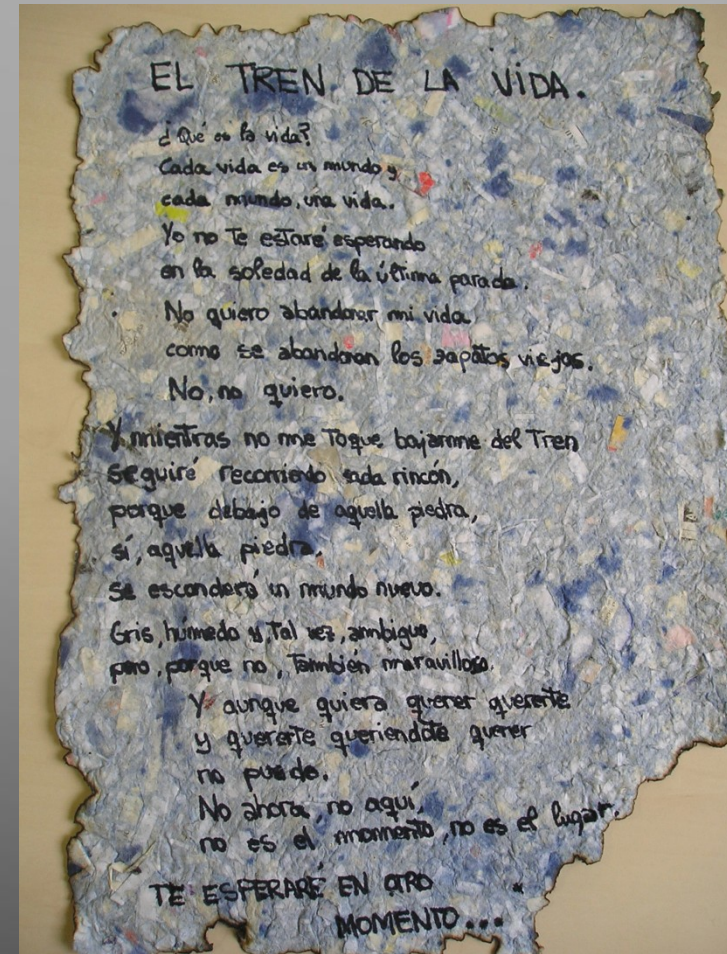 EL TREN DE LA VIDA.
¿Qué es la vida?
Cada vida es un mundo y
cada mundo, una vida.
Yo no te estaré esperando
en la soledad de la última parada.
No quiero abandonar mi vida
como se abandonan los zapatos viejos.
No, no quiero.
Y mientras no me toque bajarme del tren
seguiré recorriendo cada rincón,
porque debajo de aquella piedra,
sí, aquella piedra,
se esconderá un mundo nuevo.
Gris, húmedo y, tal vez, ambiguo,
pero, porque no, también maravilloso.
Y aunque quiera querer quererte
y quererte queriendote querer
no puedo.
No ahora, no aquí,
no es el momento, no es el lugar.
TE ESPERARÉ EN OTRO
MOMENTO...